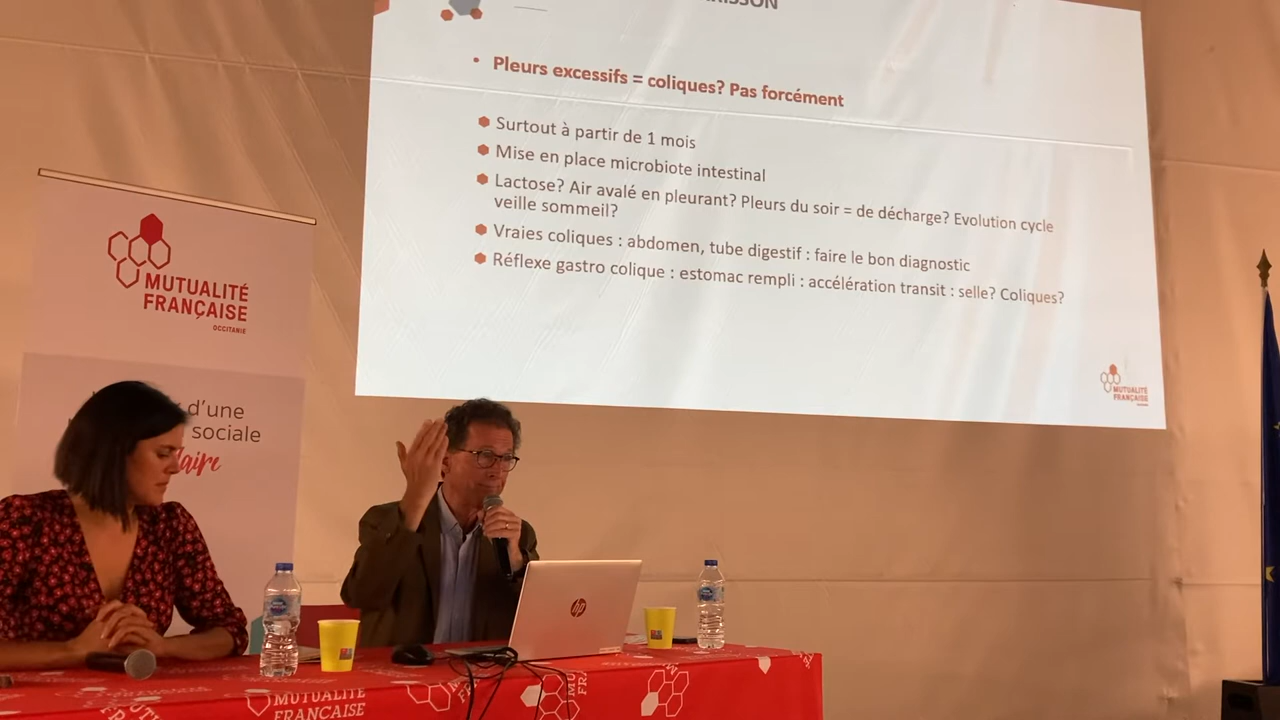 Pleurs excessifs = coliques? Pas forcément
Surtout à partir de 1 mois
Mise en place microbiote intestinal
Lactose? Air avalé en pleurant? Pleurs du soir = de décharge? Evolution cycle
veille sommeil?
Vraies coliques : abdomen, tube digestif : faire le bon diagnostic
Réflexe gastro colique : estomac rempli : accélération transit : selle? Coliques?
MUTUALITÉ
FRANÇAISE
MUTUALITÉ
FRANÇAISE
OCCITANIE
d'une
sociale
hp
MUTUALITÉ
FRANÇAISE